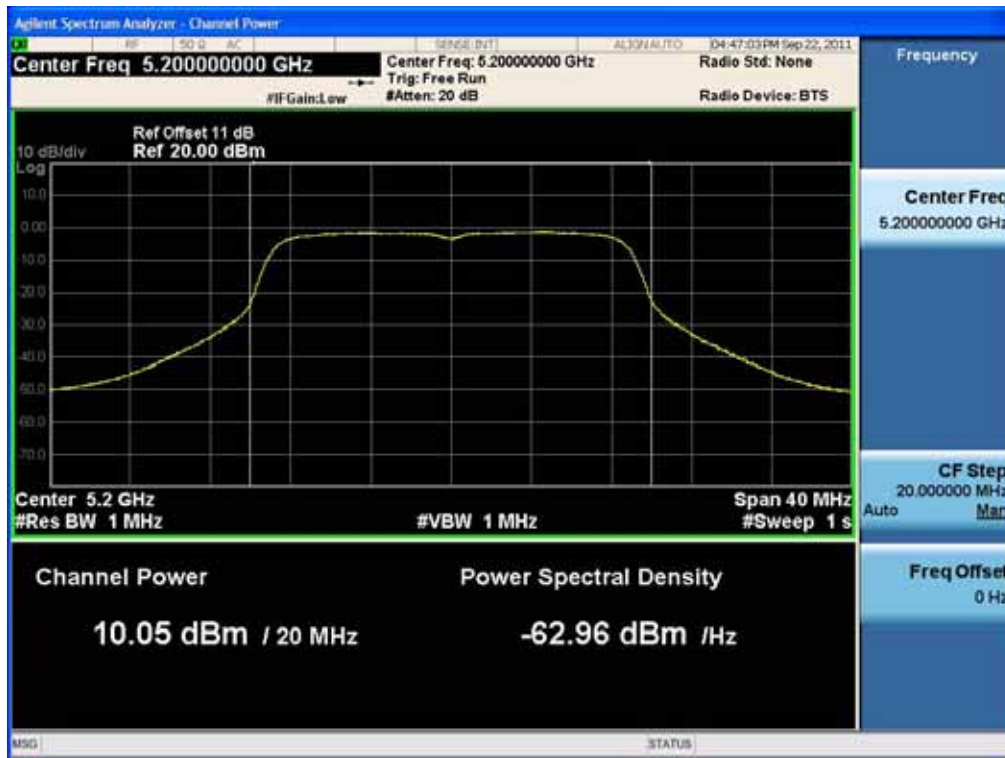 Agilent Spectrum Analyzer - Channel Power
RF 50 Ω AC SENSE:INT ALIGNAUTO 04:47:03PM Sep 22, 2011
Center Freq 5.200000000 GHz
Center Freq: 5.200000000 GHz
Radio Std: None
Trig: Free Run
#IFGain:Low
#Atten: 20 dB
Radio Device: BTS
Ref Offset 11 dB
10 dB/div Ref 20.00 dBm
Log
10.0
0.00
-10.0
-20.0
-30.0
-40.0
-50.0
-60.0
-70.0
Center 5.2 GHz
Span 40 MHz
#Res BW 1 MHz
#VBW 1 MHz
#Sweep 1 s
Channel Power
Power Spectral Density
10.05 dBm / 20 MHz
-62.96 dBm /Hz
MSG
STATUS
Frequency
Center Freq
5.200000000 GHz
CF Step
20.000000 MHz
Auto Man
Freq Offset
0 Hz